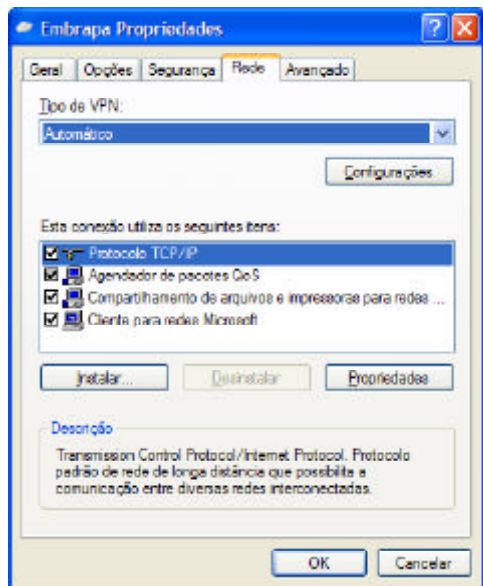 Embrapa Propriedades
Geral Opções Segurança Rede Avançado
Tipo de VPN:
Automático
Configurações
Esta conexão utiliza os seguintes itens:
Protocolo TCP/IP
Agendador de pacotes QoS
Compartilhamento de arquivos e impressoras para redes ...
Cliente para redes Microsoft
Instalar... Desinstalar Propriedades
Descrição
Transmission Control Protocol/Internet Protocol. Protocolo
padrão de rede de longa distância que possibilita a
comunicação entre diversas redes interconectadas.
OK Cancelar